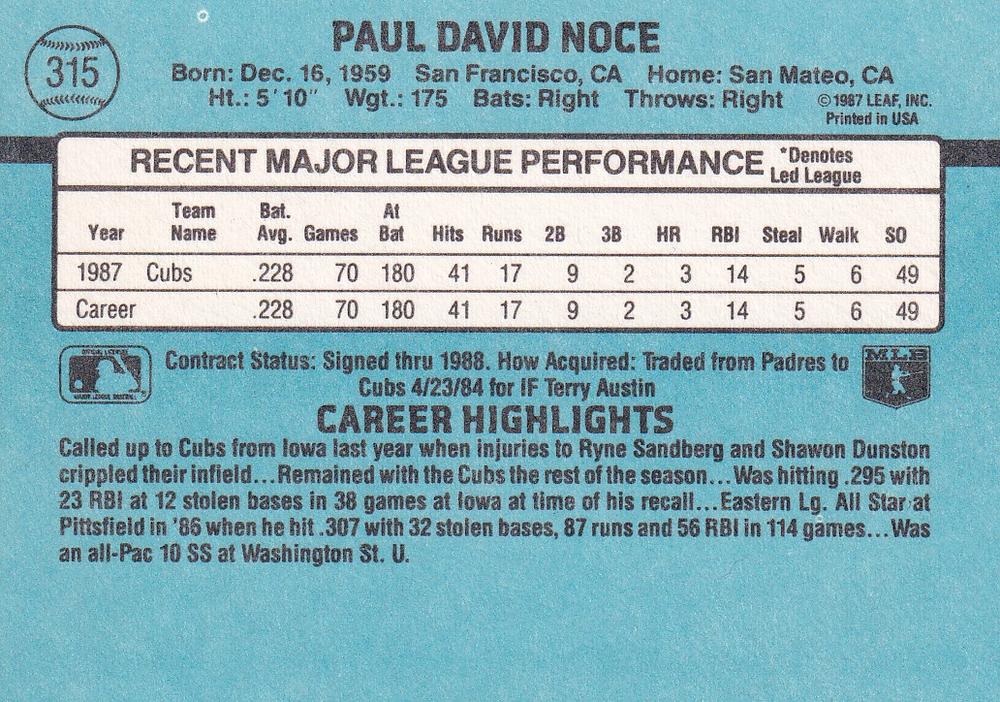 315
PAUL DAVID NOCE
Born: Dec. 16, 1959 San Francisco, CA Home: San Mateo, CA
Ht.: 5'10" Wgt.: 175 Bats: Right Throws: Right
©1987 LEAF, INC.
Printed in USA
RECENT MAJOR LEAGUE PERFORMANCE
*Denotes
Led League
Year Team Name Bat. Avg. Games At Bat Hits Runs 2B 3B HR RBI Steal Walk SO
1987 Cubs .228 70 180 41 17 9 2 3 14 5 6 49
Career .228 70 180 41 17 9 2 3 14 5 6 49
Contract Status: Signed thru 1988. How Acquired: Traded from Padres to
Cubs 4/23/84 for IF Terry Austin
MLB
CAREER HIGHLIGHTS
Called up to Cubs from Iowa last year when injuries to Ryne Sandberg and Shawon Dunston
crippled their infield...Remained with the Cubs the rest of the season...Was hitting .295 with
23 RBI at 12 stolen bases in 38 games at Iowa at time of his recall...Eastern Lg. All Star at
Pittsfield in '86 when he hit .307 with 32 stolen bases, 87 runs and 56 RBI in 114 games...Was
an all-Pac 10 SS at Washington St. U.